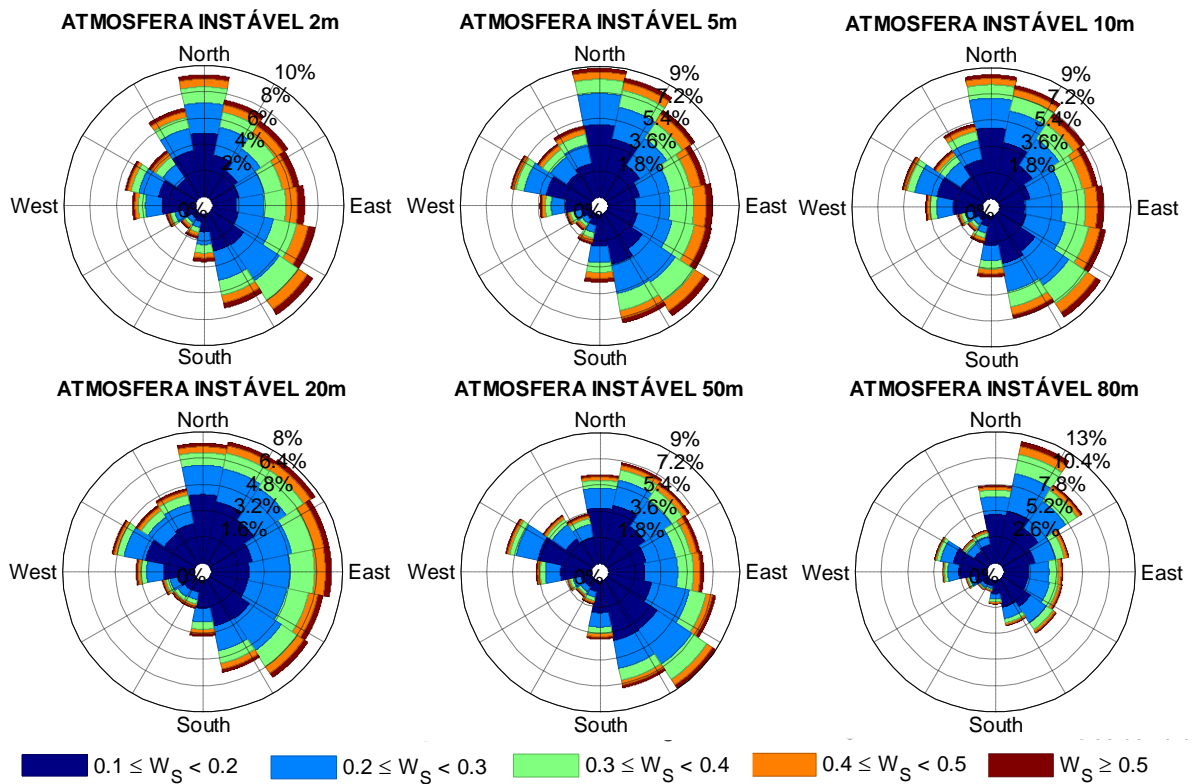 ATMOSFERA INSTÁVEL 2m
North
10%
8%
6%
4%
2%
0%
West
East
South
ATMOSFERA INSTÁVEL 5m
North
9%
7.2%
5.4%
3.6%
1.8%
0%
West
East
South
ATMOSFERA INSTÁVEL 10m
North
9%
7.2%
5.4%
3.6%
1.8%
0%
West
East
South
ATMOSFERA INSTÁVEL 20m
North
8%
6.4%
4.8%
3.2%
1.6%
0%
West
East
South
ATMOSFERA INSTÁVEL 50m
North
9%
7.2%
5.4%
3.6%
1.8%
0%
West
East
South
ATMOSFERA INSTÁVEL 80m
North
13%
10.4%
7.8%
5.2%
2.6%
0%
West
East
South
0.1 ≤ W_S < 0.2
0.2 ≤ W_S < 0.3
0.3 ≤ W_S < 0.4
0.4 ≤ W_S < 0.5
W_S ≥ 0.5